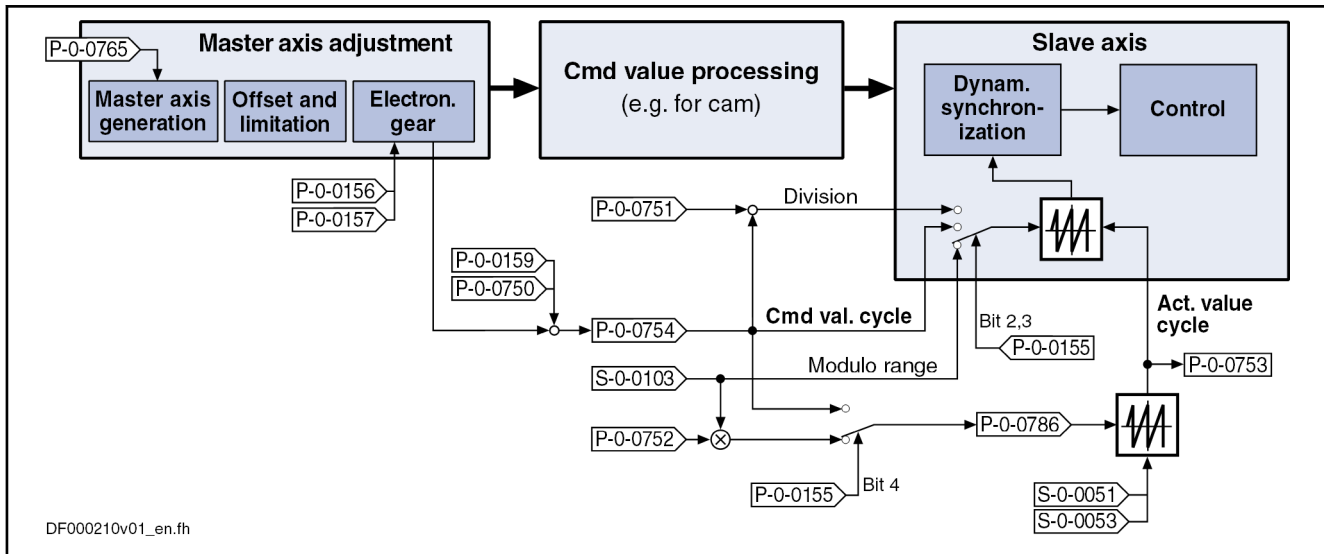 Master axis adjustment
P-0-0765
Master axis
generation
Offset and
limitation
Electron.
gear
Cmd value processing
(e.g. for cam)
Slave axis
Dynam.
synchron-
ization
Control
P-0-0156
P-0-0157
P-0-0751
Division
P-0-0159
P-0-0750
P-0-0754
Cmd val. cycle
Bit 2,3
P-0-0155
Act. value
cycle
P-0-0753
S-0-0103
Modulo range
P-0-0752
P-0-0786
P-0-0155
Bit 4
S-0-0051
S-0-0053
DF000210v01_en.fh